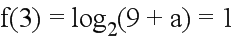 f(3) = log₂(9 + a) = 1